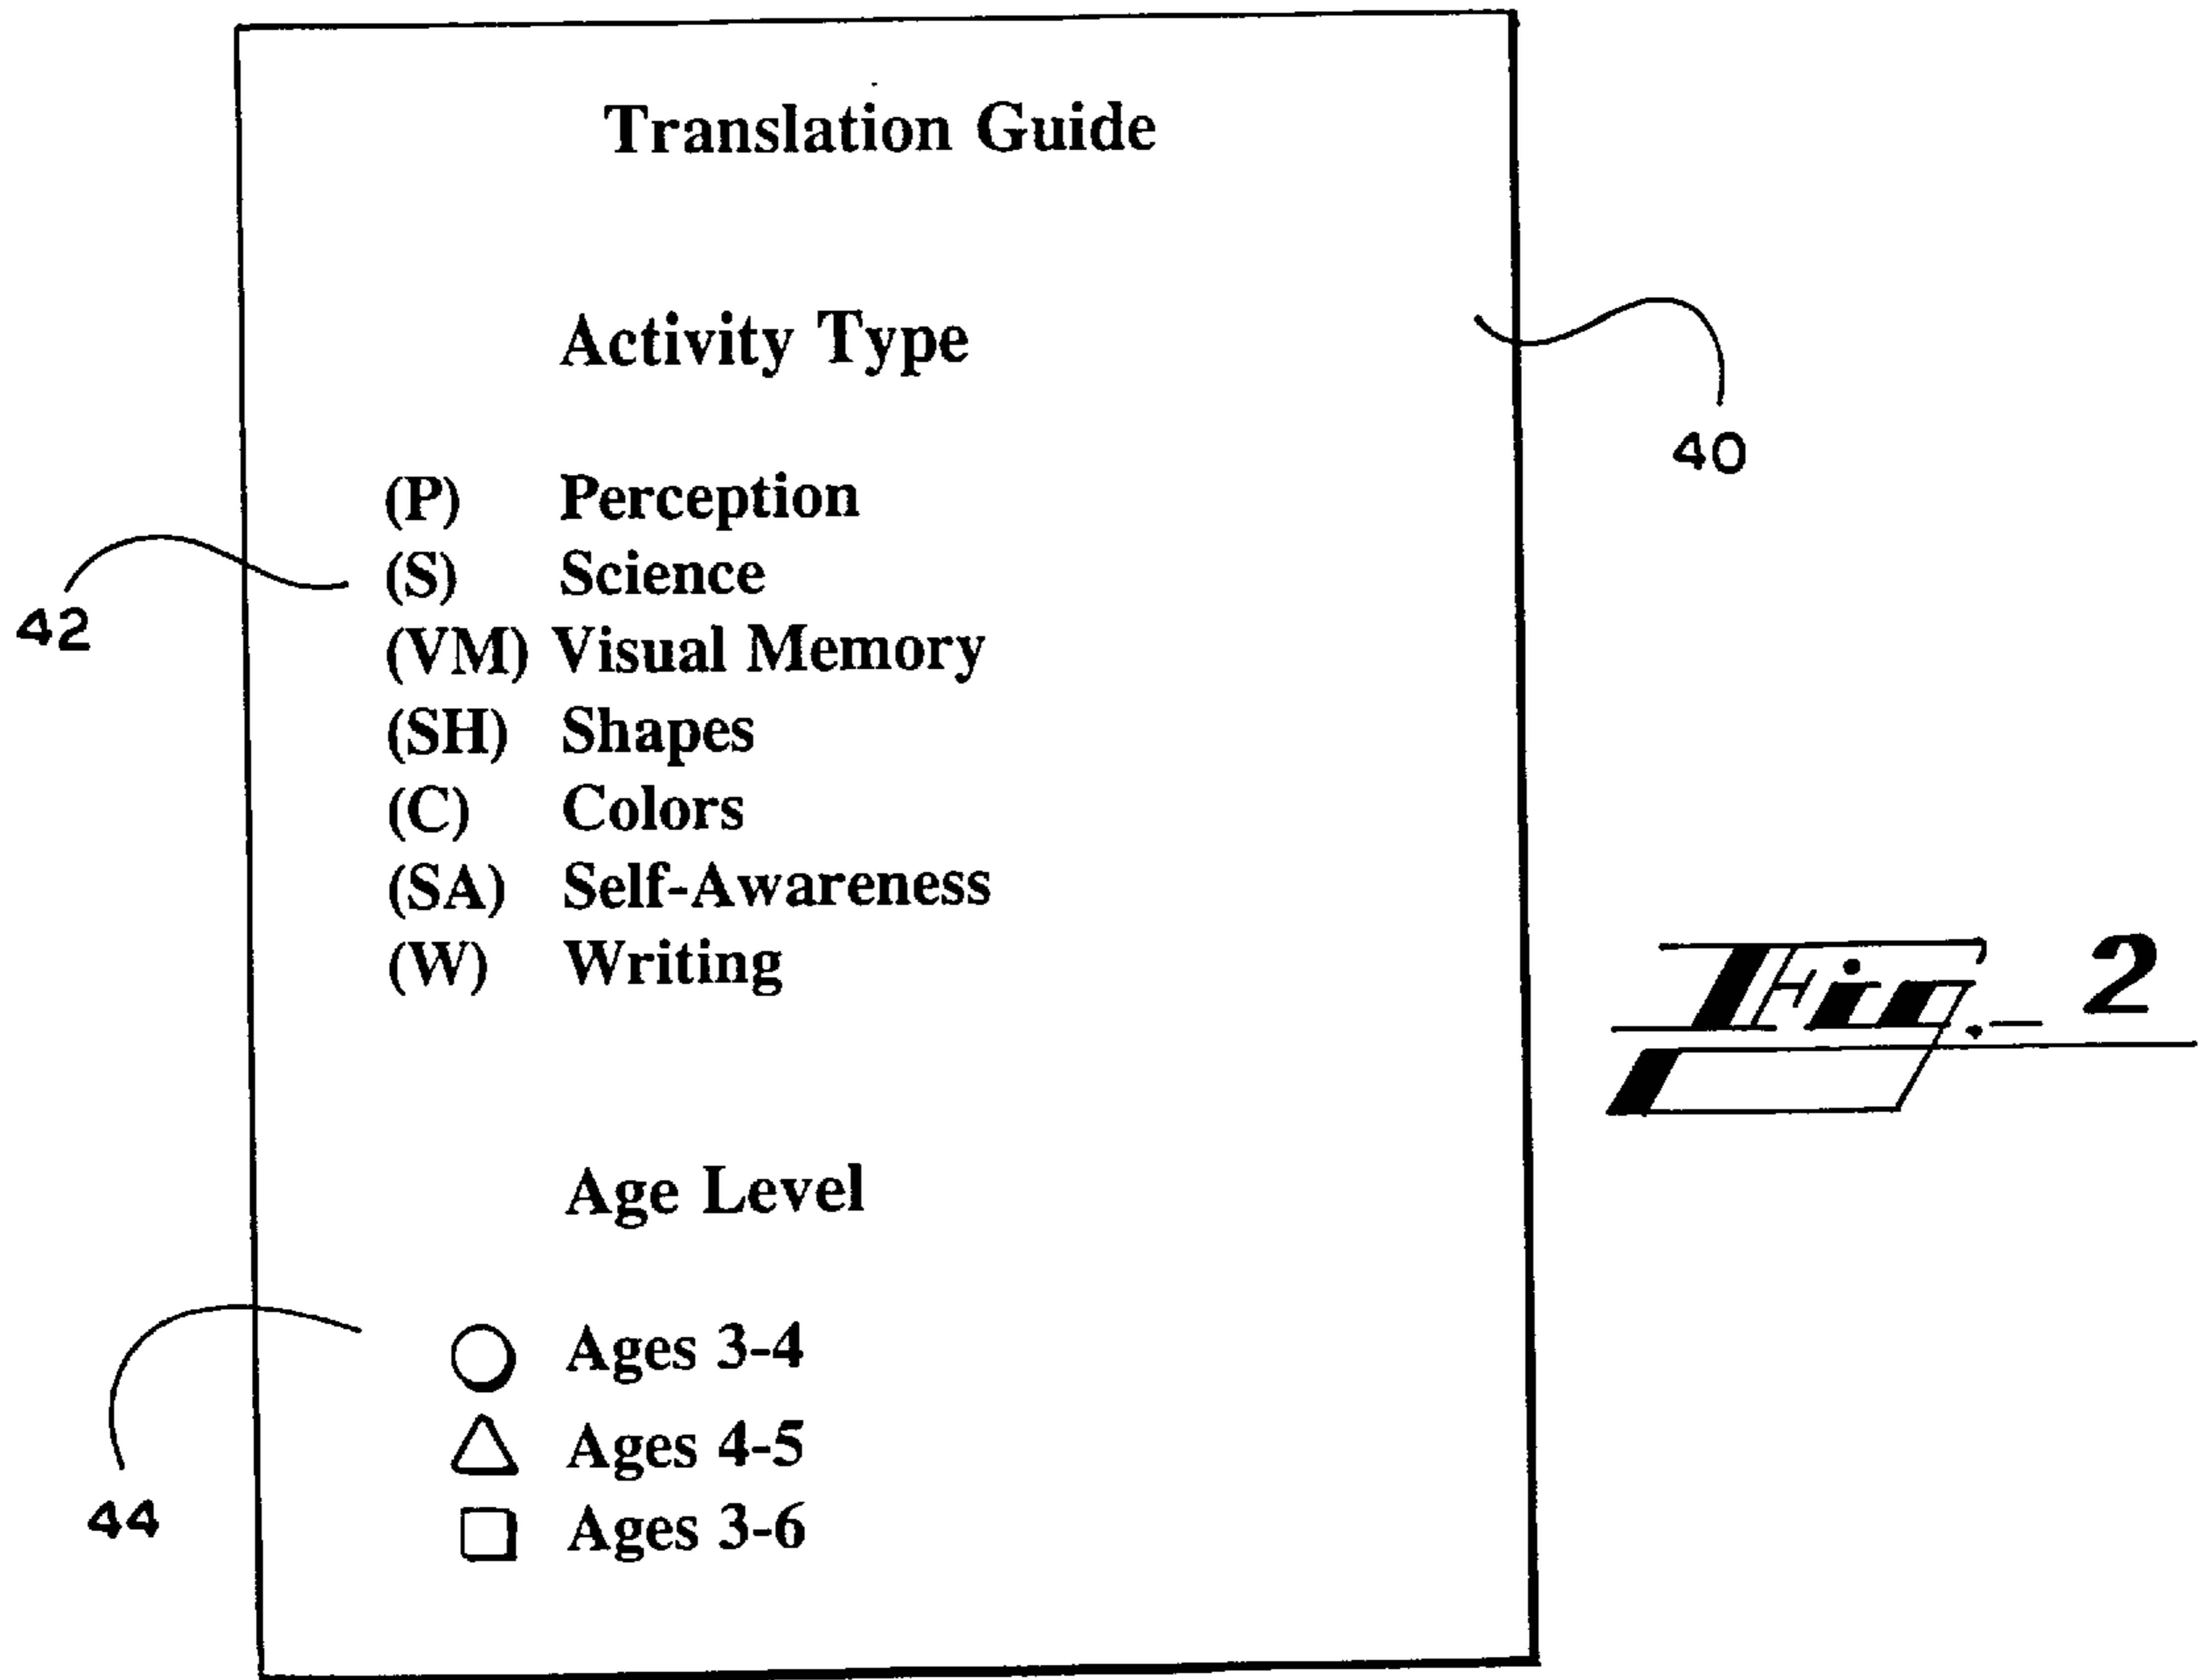 Translation Guide
Activity Type
40
(P) Perception
(S) Science
42
(VM) Visual Memory
(SH) Shapes
(C) Colors
(SA) Self-Awareness
(W) Writing
Fig. 2
Age Level
Ages 3-4
Ages 4-5
44
Ages 3-6